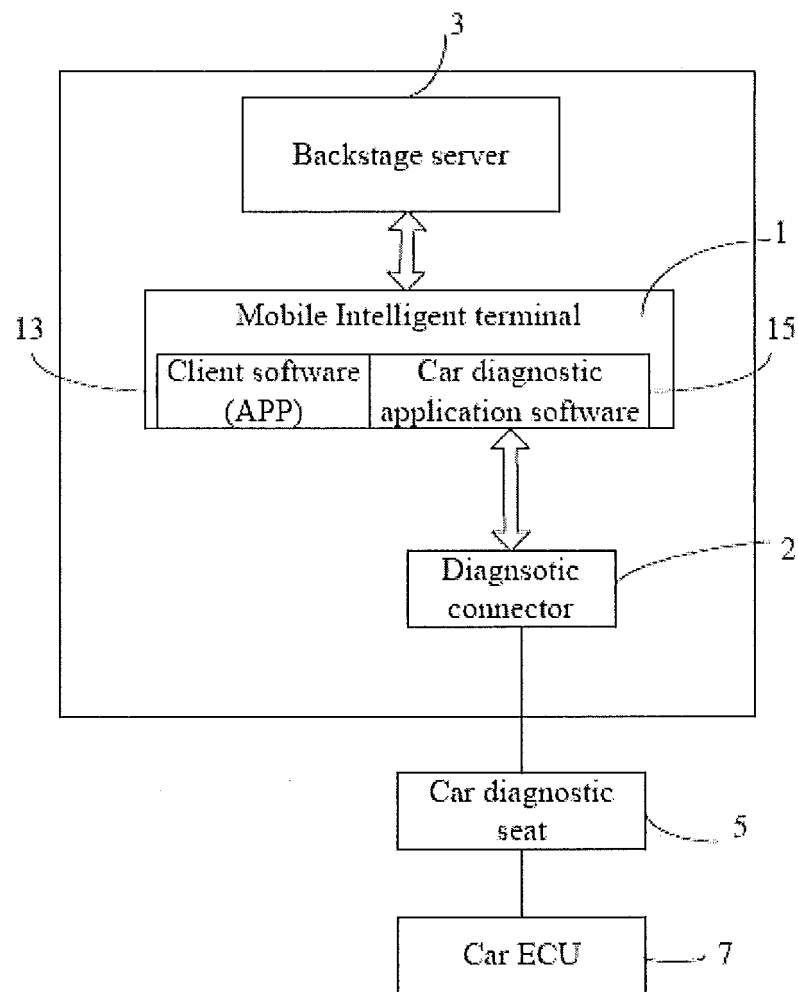 3
Backstage server
1
Mobile Intelligent terminal
13
15
Client software
(APP)
Car diagnostic
application software
2
Diagnsotic
connector
Car diagnostic
seat
5
Car ECU
7